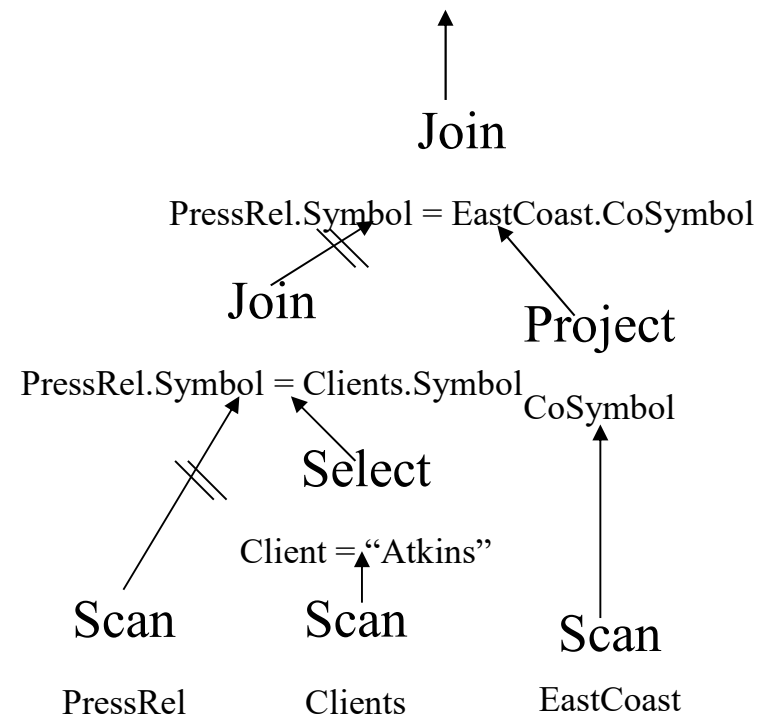 Join
PressRel.Symbol = EastCoast.CoSymbol
Join
Project
PressRel.Symbol = Clients.Symbol
CoSymbol
Select
Client = “Atkins”
Scan
Scan
Scan
PressRel
Clients
EastCoast